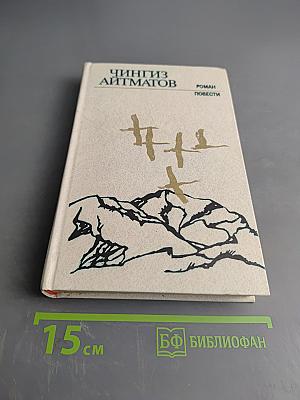 ЧИНГИЗ
АЙТМАТОВ
РОМАН
ПОВЕСТИ
15 см
БФ БИБЛИОФАН